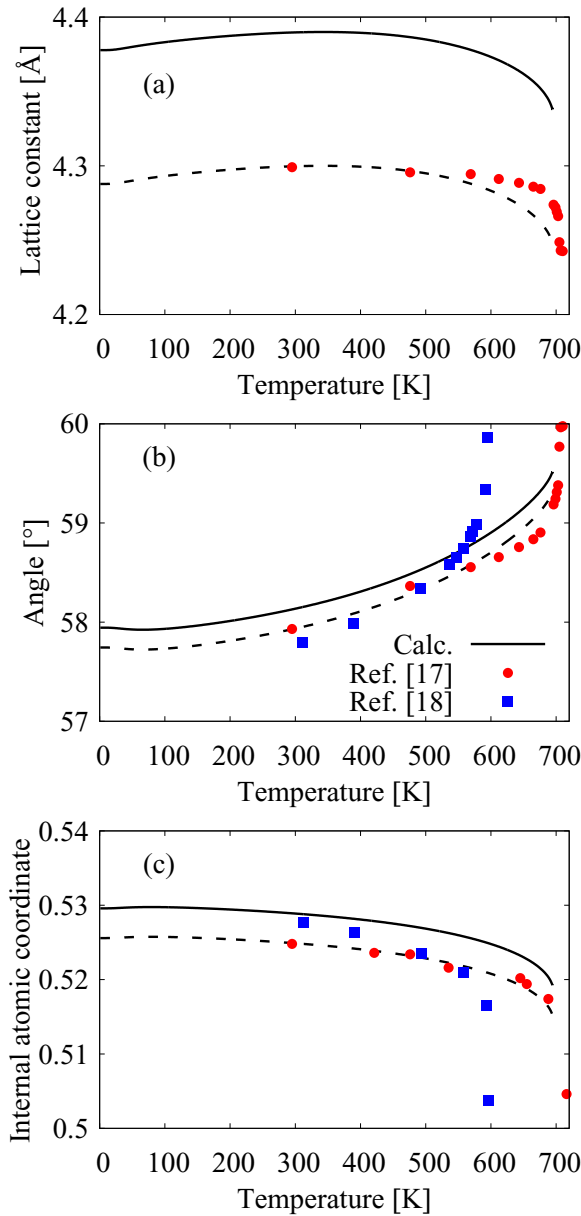 4.4
4.3
4.2
Lattice constant [Å]
(a)
0 100 200 300 400 500 600 700
Temperature [K]
60
59
58
57
Angle [°]
(b)
Calc.
Ref. [17]
Ref. [18]
0 100 200 300 400 500 600 700
Temperature [K]
0.54
0.53
0.52
0.51
0.5
Internal atomic coordinate
(c)
0 100 200 300 400 500 600 700
Temperature [K]